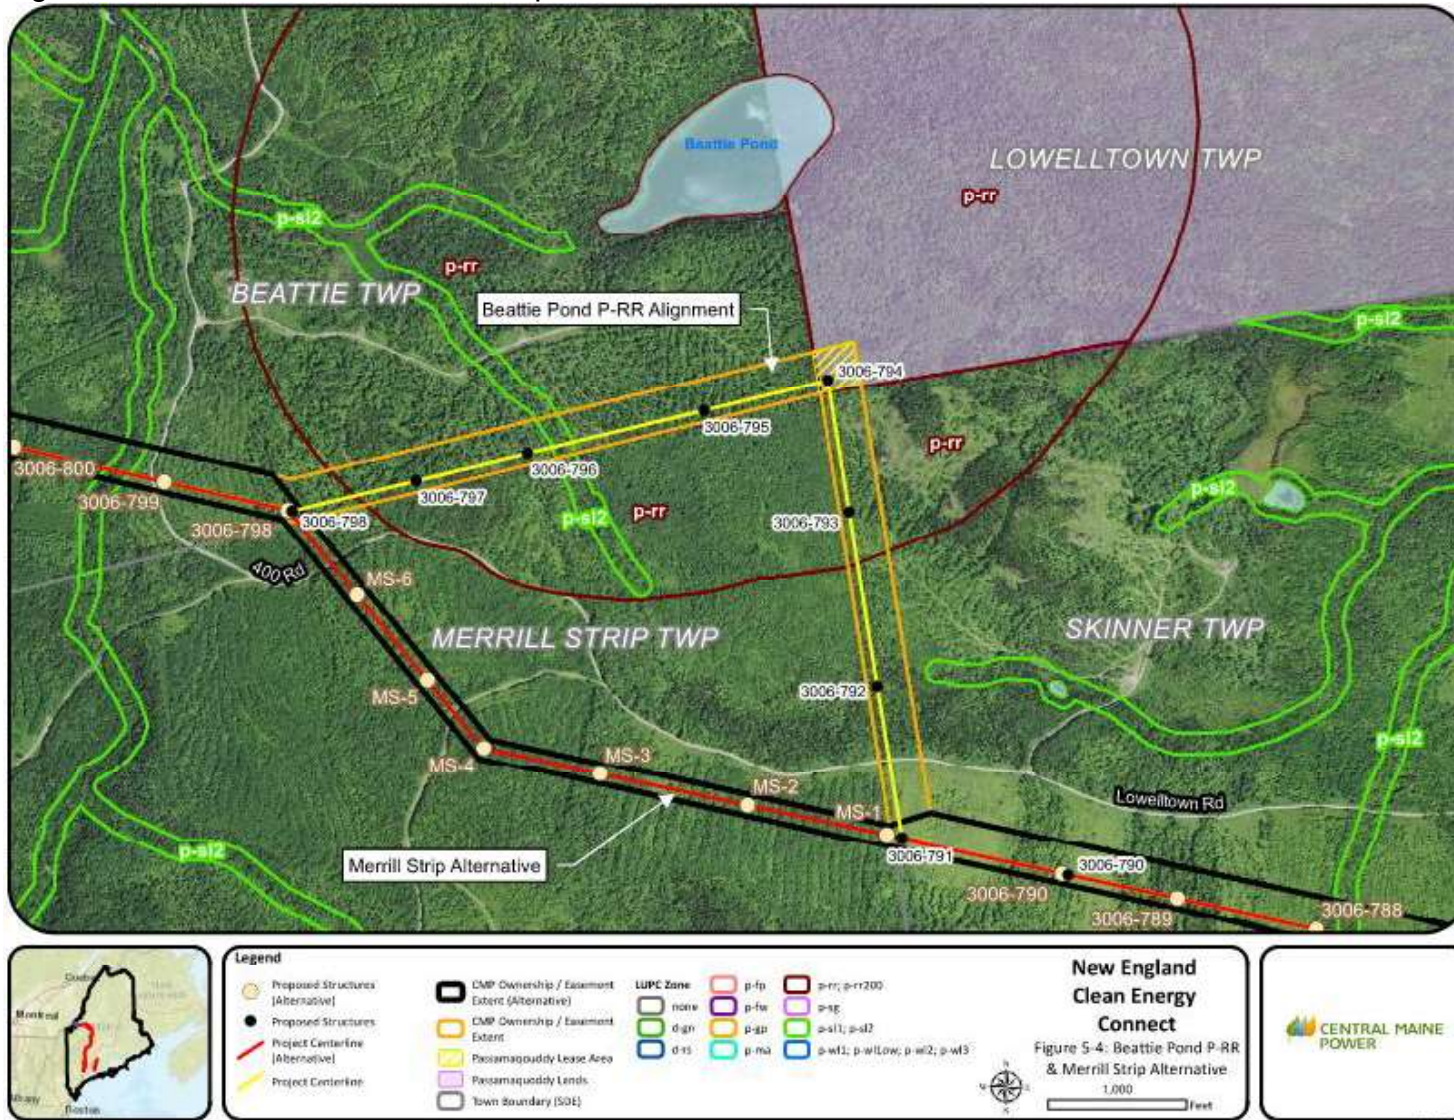 Beattie Pond
LOWELLTOWN TWP
p-rr
p-sl2
p-rr
BEATTIE TWP
Beattie Pond P-RR Alignment
p-sl2
3006-794
3006-795
p-rr
3006-796
3006-800
3006-799
3006-797
p-sl2
3006-798
3006-798
p-sl2
p-rr
3006-793
400 Rd
MS-6
MERRILL STRIP TWP
SKINNER TWP
MS-5
3006-792
p-sl2
MS-4
MS-3
MS-2
MS-1
Lowelltown Rd
p-sl2
Merrill Strip Alternative
3006-791
3006-790
3006-790
3006-789
3006-788
Quebec
Montreal
Albany
Boston
Legend
Proposed Structures
(Alternative)
Proposed Structures
Project Centerline
(Alternative)
Project Centerline
CMP Ownership / Easement
Extent (Alternative)
CMP Ownership / Easement
Extent
Passamaquoddy Lease Area
Passamaquoddy Lands
Town Boundary (SDE)
LUPC Zone
none
d-gn
d-rs
p-fp
p-fw
p-gp
p-ma
p-rr; p-rr200
p-sg
p-sl1; p-sl2
p-wl1; p-wlLow; p-wl2; p-wl3
New England
Clean Energy
Connect
Figure 5-4: Beattie Pond P-RR
& Merrill Strip Alternative
1,000
Feet
CENTRAL MAINE
POWER